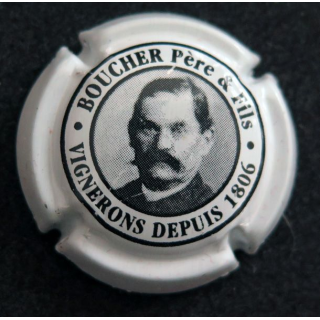 BOUCHER Père & Fils
• VIGNERONS DEPUIS 1806 •